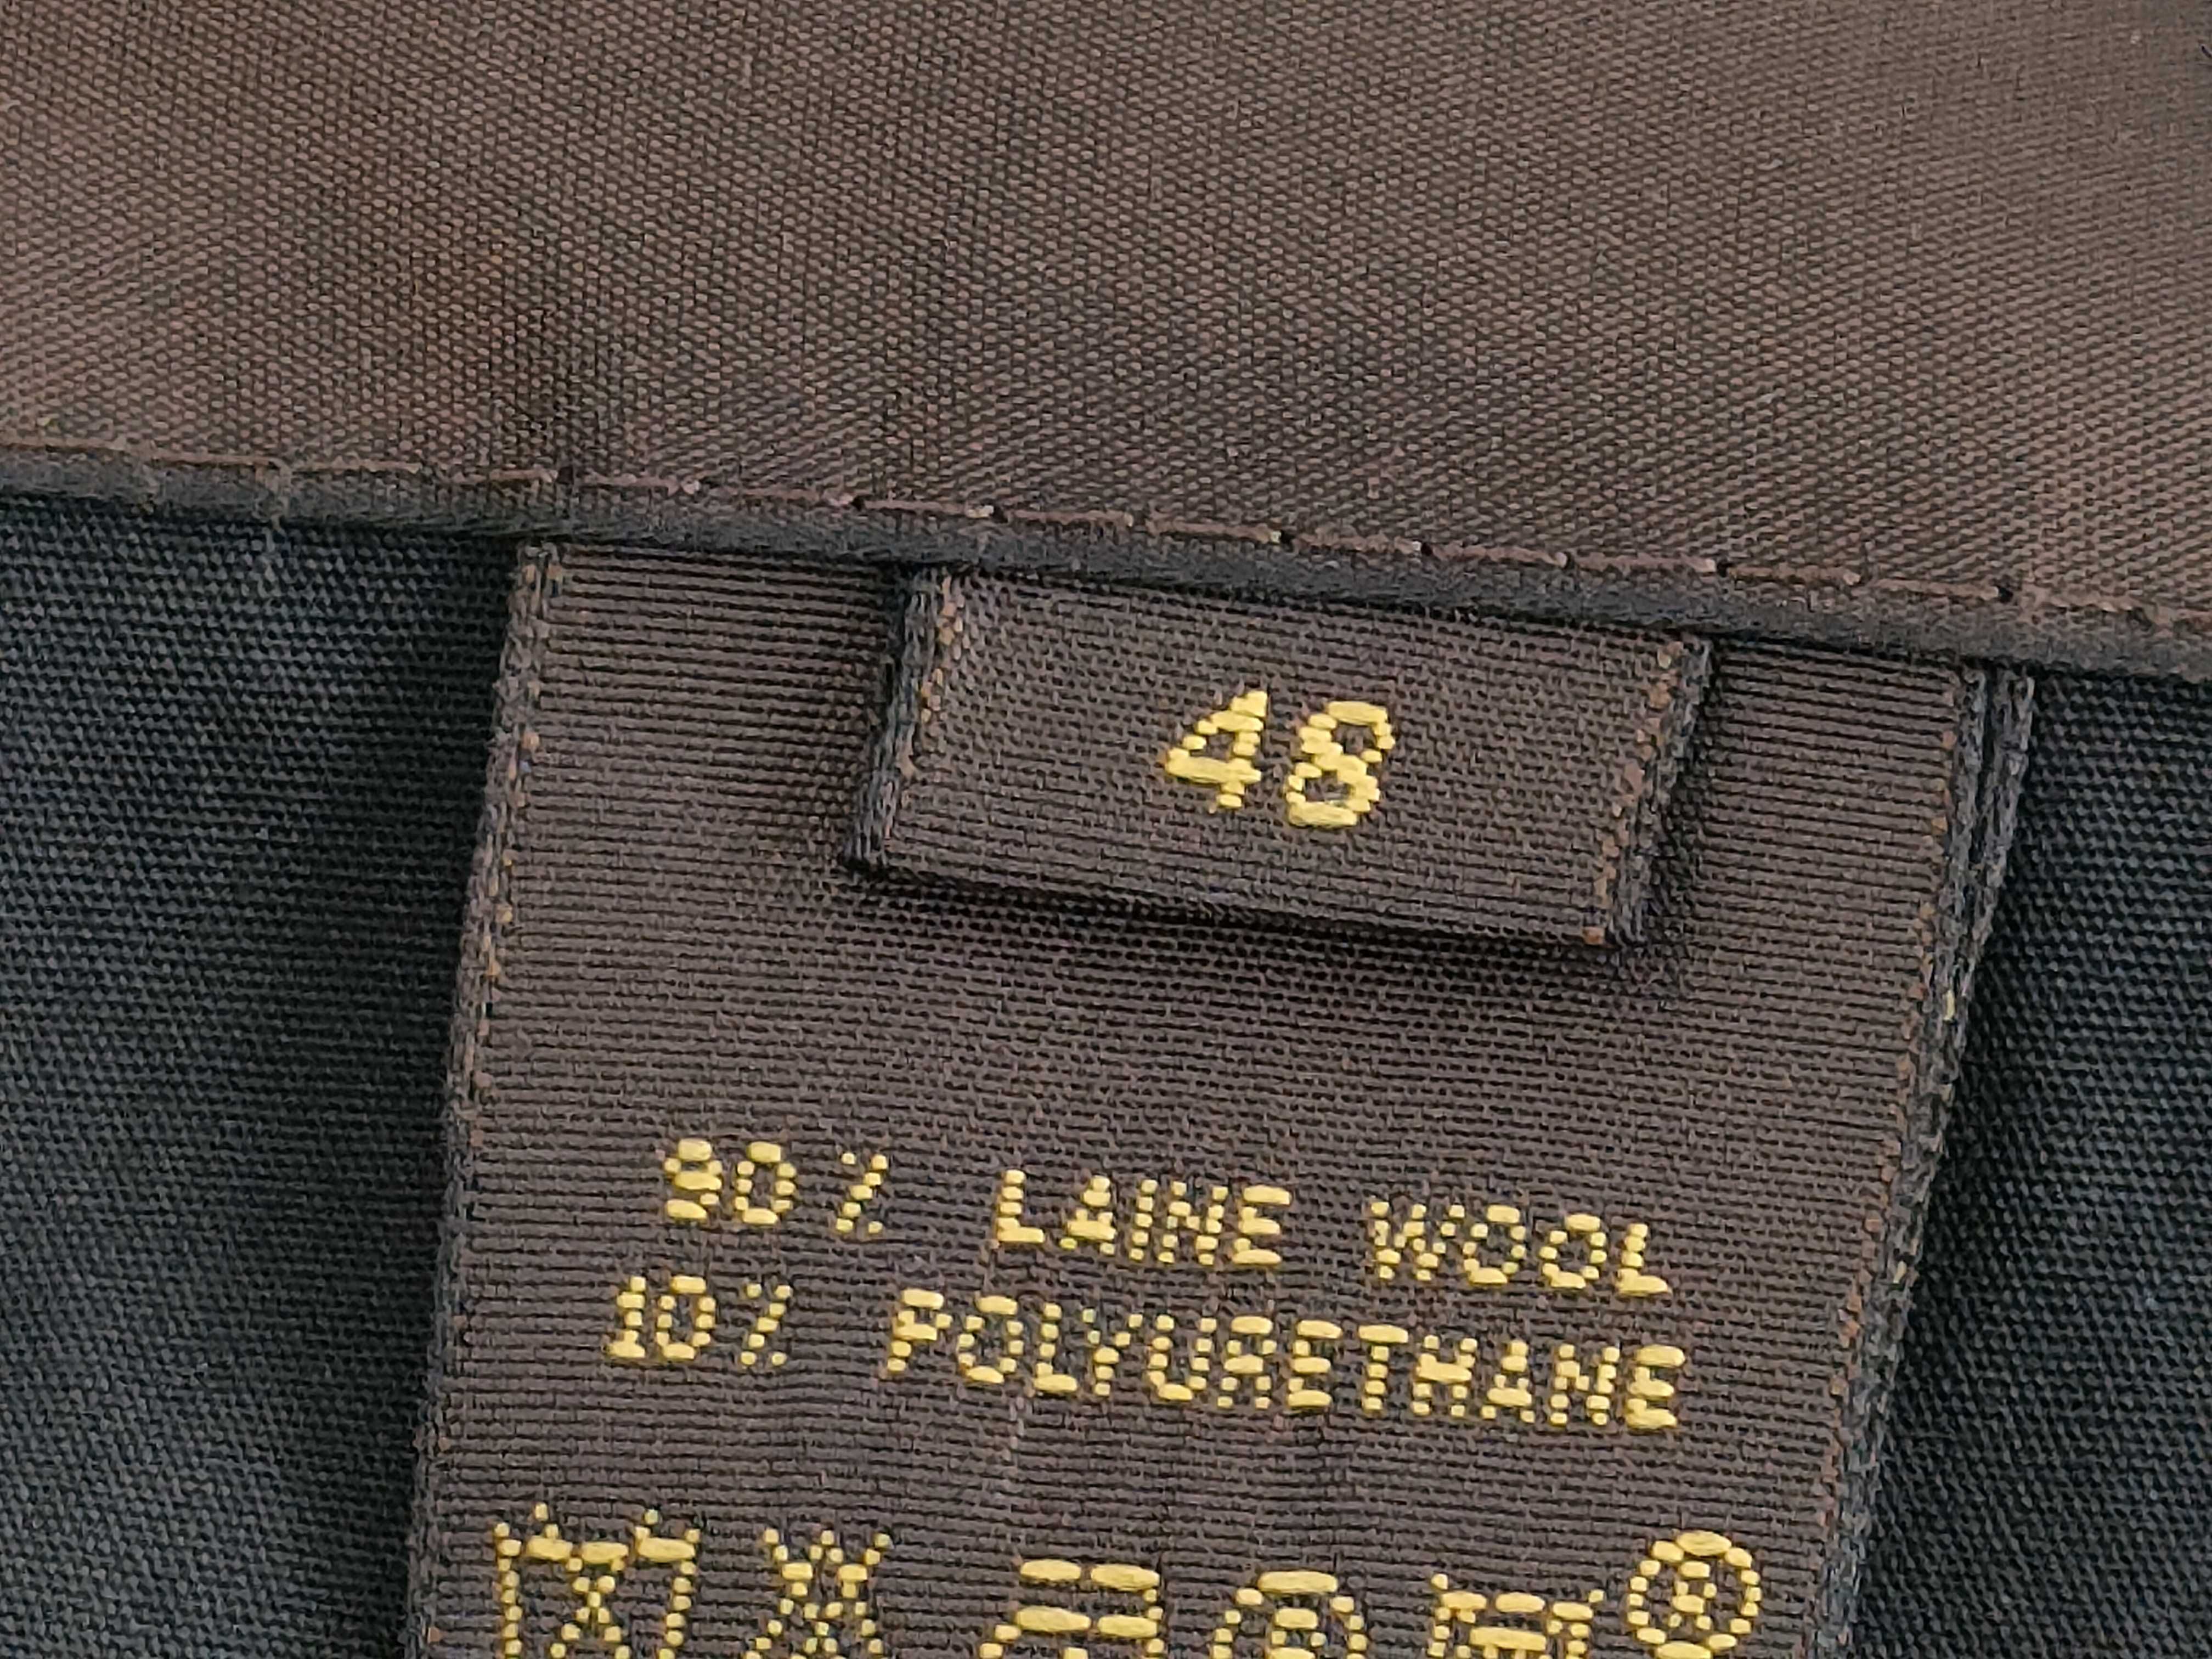 48
90% LAINE WOOL
10% POLYURETHANE